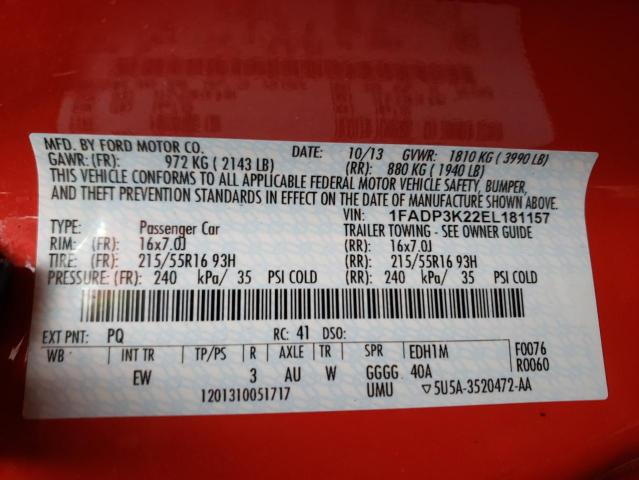 MFD. BY FORD MOTOR CO. DATE: 10/13 GVWR: 1810 KG ( 3990 LB)
GAWR: (FR): 972 KG ( 2143 LB) (RR): 880 KG ( 1940 LB)
THIS VEHICLE CONFORMS TO ALL APPLICABLE FEDERAL MOTOR VEHICLE SAFETY, BUMPER,
AND THEFT PREVENTION STANDARDS IN EFFECT ON THE DATE OF MANUFACTURE SHOWN ABOVE.
VIN: 1FADP3K22EL181157
TYPE: Passenger Car TRAILER TOWING - SEE OWNER GUIDE
RIM: (FR): 16x7.0J (RR): 16x7.0J
TIRE: (FR): 215/55R16 93H (RR): 215/55R16 93H
PRESSURE: (FR): 240 kPa/ 35 PSI COLD (RR): 240 kPa/ 35 PSI COLD
EXT PNT: PQ RC: 41 DSO:
WB INT TR TP/PS R AXLE TR SPR EDH1M F0076
EW 3 AU W GGGG 40A R0060
1201310051717 UMU ▽5U5A-3520472-AA